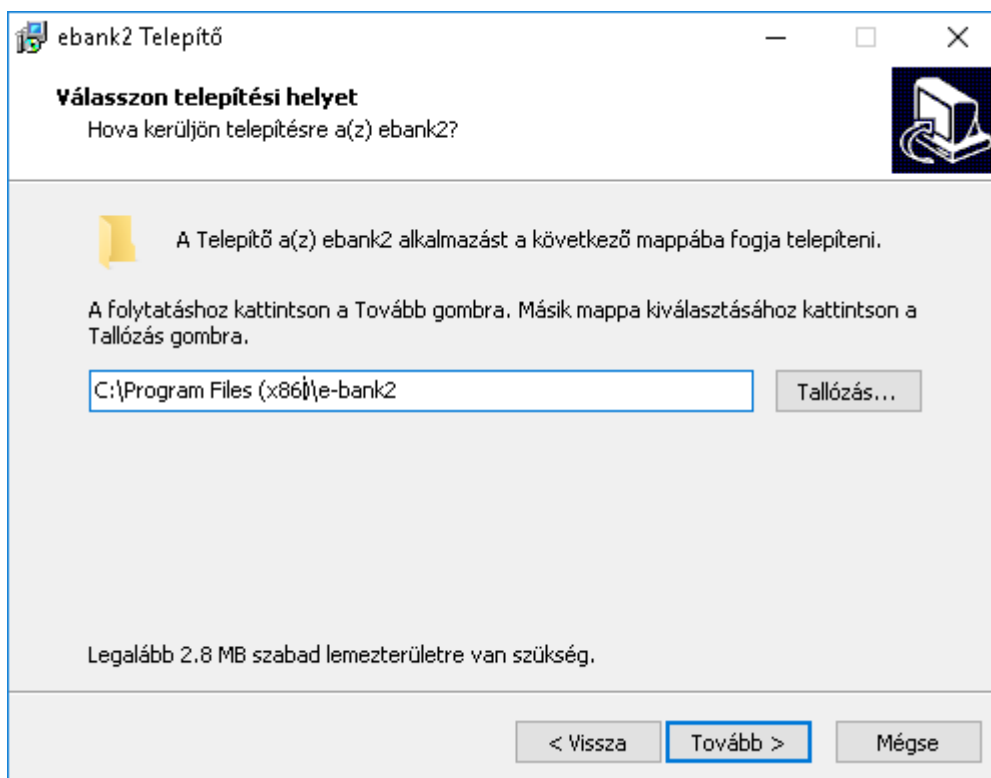 ebank2 Telepítő
Válasszon telepítési helyet
Hova kerüljön telepítésre a(z) ebank2?
A Telepítő a(z) ebank2 alkalmazást a következő mappába fogja telepíteni.
A folytatáshoz kattintson a Tovább gombra. Másik mappa kiválasztásához kattintson a
Tallózás gombra.
C:\Program Files (x86)\e-bank2
Tallózás...
Legalább 2.8 MB szabad lemezterületre van szükség.
< Vissza
Tovább >
Mégse